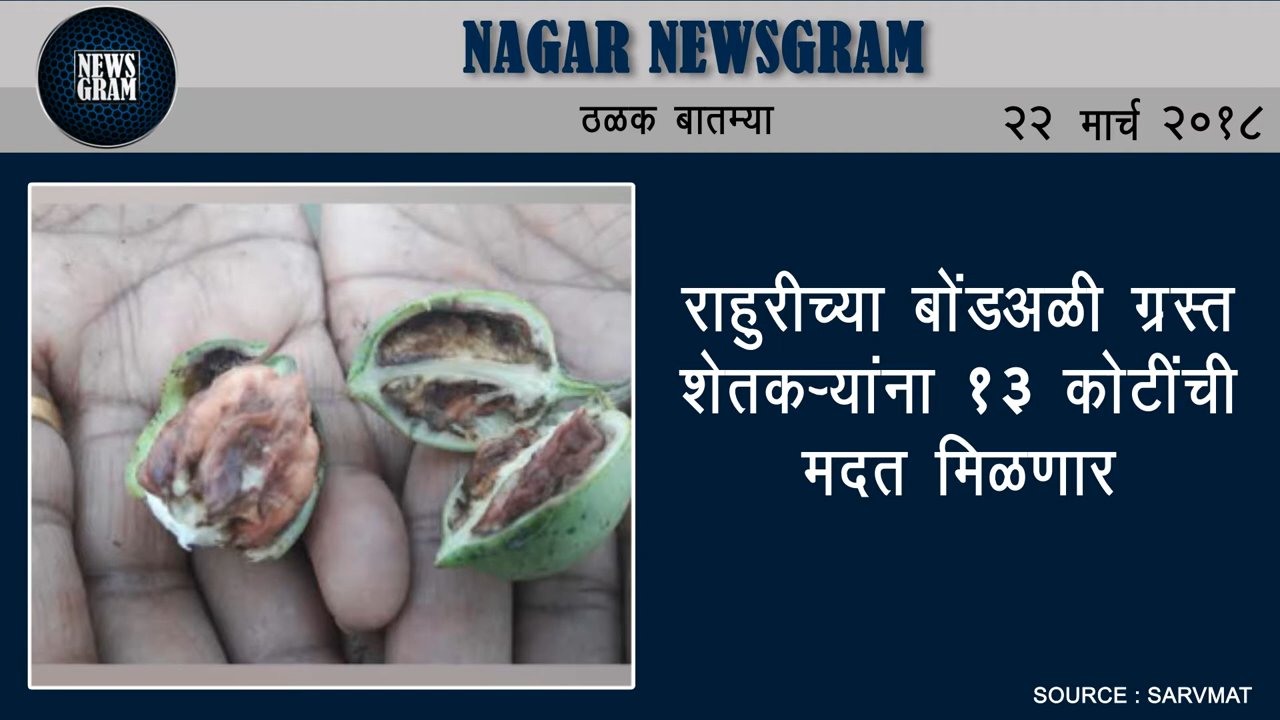 NEWS
GRAM
NAGAR NEWSGRAM
ठळक बातम्या
२२ मार्च २०१८
राहुरीच्या बोंडअळी ग्रस्त
शेतकऱ्यांना १३ कोटींची
मदत मिळणार
SOURCE : SARVMAT